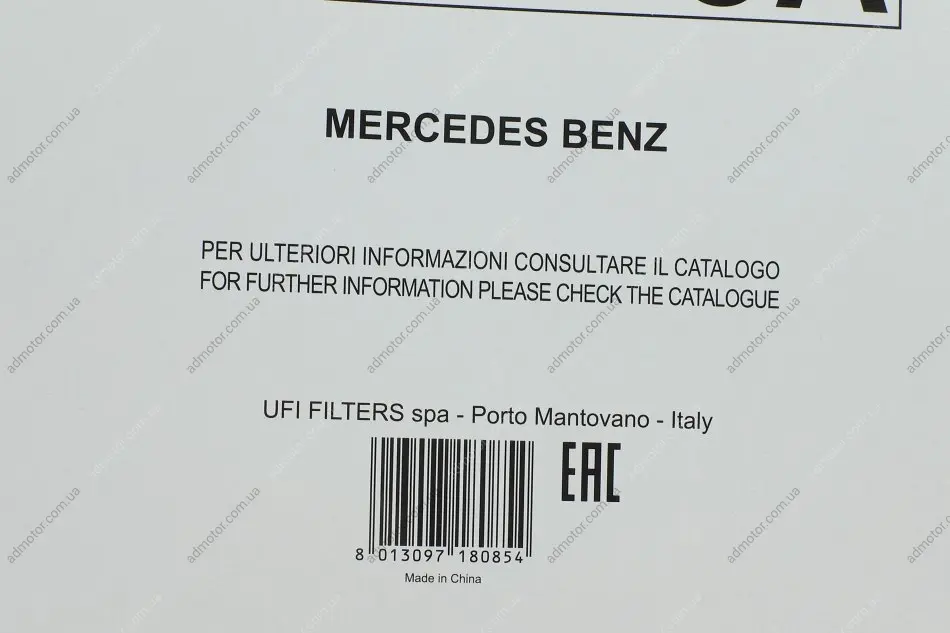 MERCEDES BENZ
PER ULTERIORI INFORMAZIONI CONSULTARE IL CATALOGO
FOR FURTHER INFORMATION PLEASE CHECK THE CATALOGUE
UFI FILTERS spa - Porto Mantovano - Italy
EAC
8 013097 180854
Made in China
admotor.com.ua